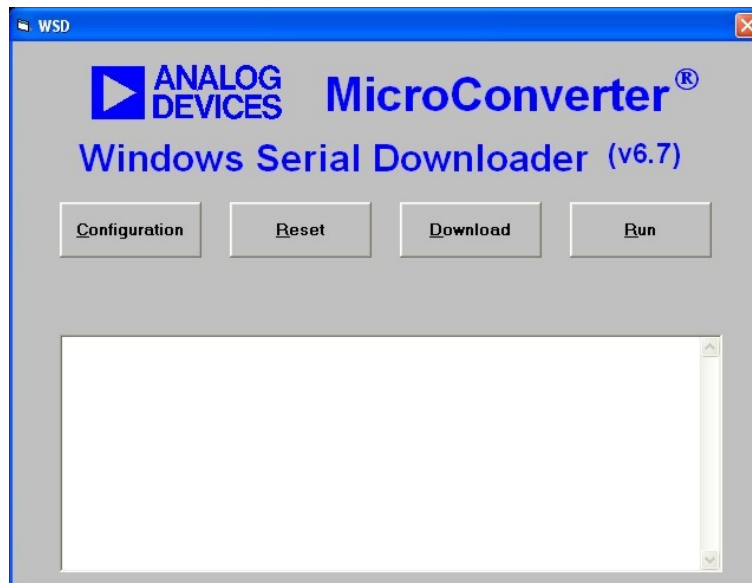 WSD
ANALOG
DEVICES
MicroConverter®
Windows Serial Downloader (v6.7)
Configuration Reset Download Run